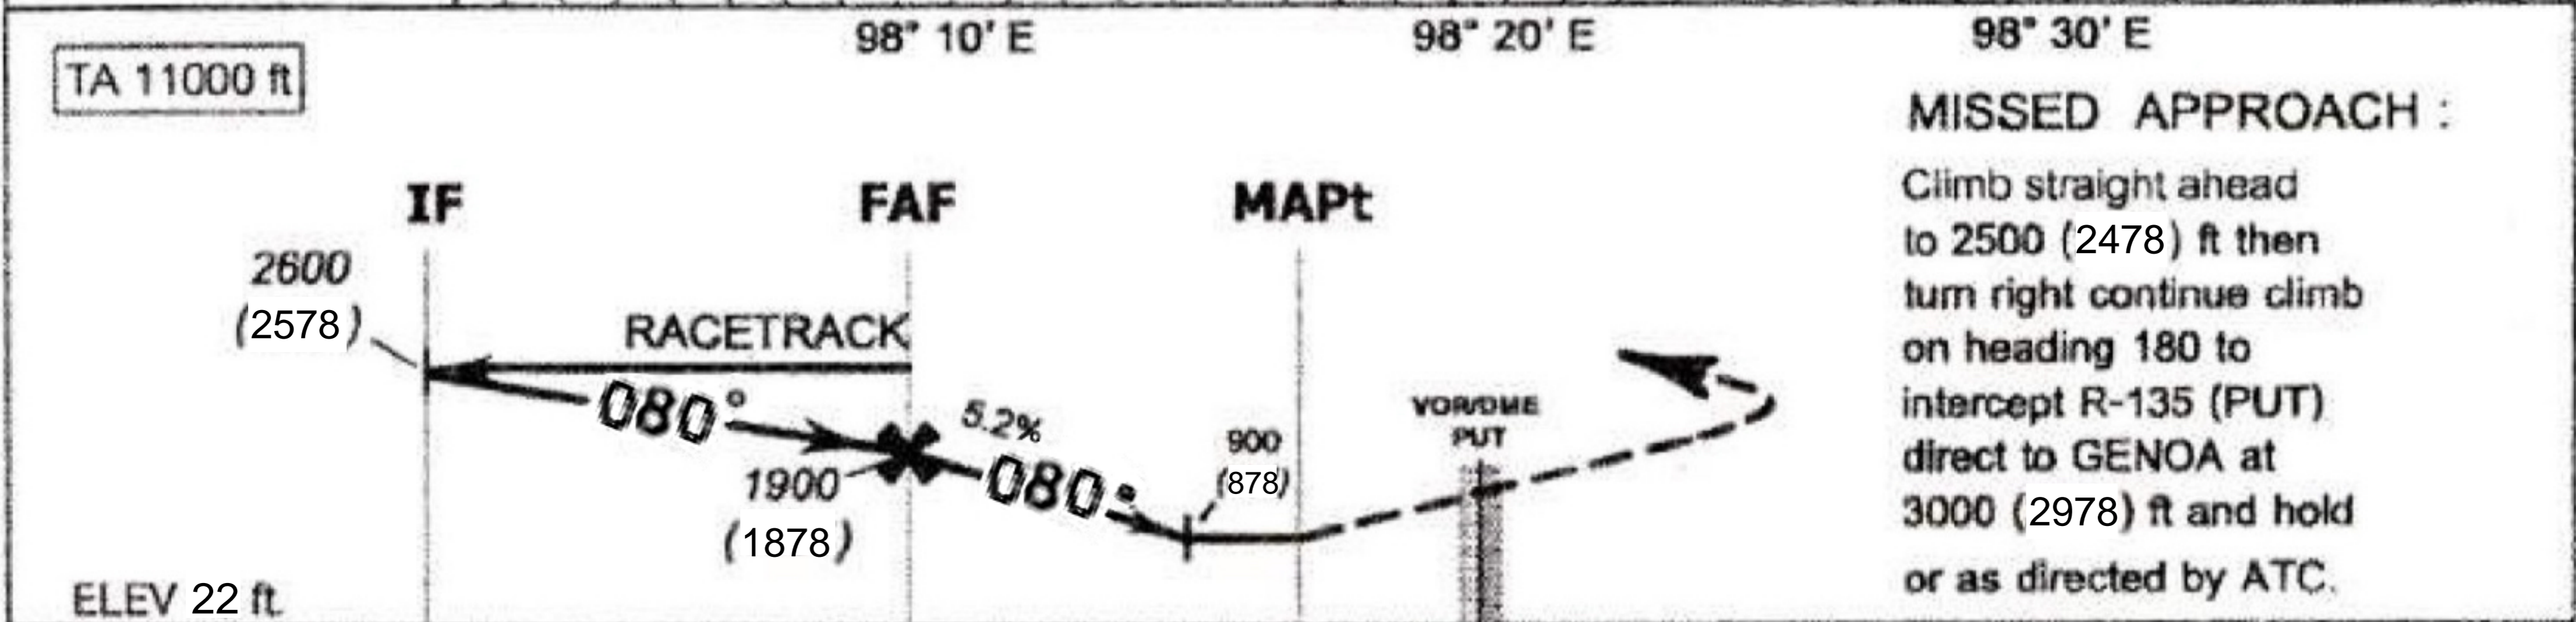 98° 10' E
98° 20' E
98° 30' E
TA 11000 ft
IF
FAF
MAPt
2600
(2578)
RACETRACK
080°
1900
(1878)
5.2%
080°
900
(878)
VOR/DME
PUT
ELEV 22 ft.
MISSED APPROACH :
Climb straight ahead
to 2500 (2478) ft then
turn right continue climb
on heading 180 to
intercept R-135 (PUT)
direct to GENOA at
3000 (2978) ft and hold
or as directed by ATC.